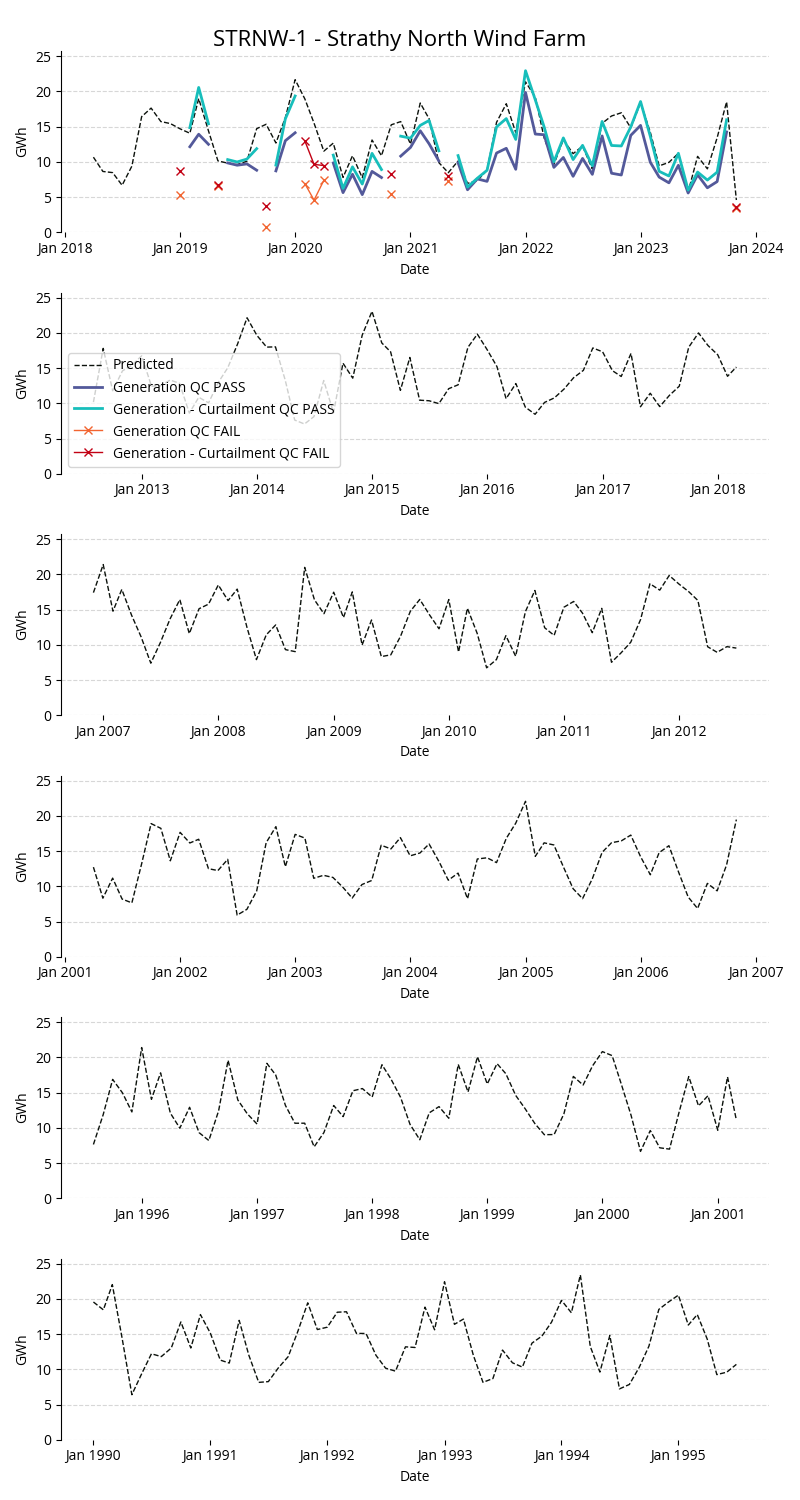 STRNW-1 - Strathy North Wind Farm
25
20
15
10
5
0
GWh
Jan 2018 Jan 2019 Jan 2020 Jan 2021 Jan 2022 Jan 2023 Jan 2024
Date
25
20
15
10
5
0
GWh
Predicted
Generation QC PASS
Generation - Curtailment QC PASS
Generation QC FAIL
Generation - Curtailment QC FAIL
Jan 2013 Jan 2014 Jan 2015 Jan 2016 Jan 2017 Jan 2018
Date
25
20
15
10
5
0
GWh
Jan 2007 Jan 2008 Jan 2009 Jan 2010 Jan 2011 Jan 2012
Date
25
20
15
10
5
0
GWh
Jan 2001 Jan 2002 Jan 2003 Jan 2004 Jan 2005 Jan 2006 Jan 2007
Date
25
20
15
10
5
0
GWh
Jan 1996 Jan 1997 Jan 1998 Jan 1999 Jan 2000 Jan 2001
Date
25
20
15
10
5
0
GWh
Jan 1990 Jan 1991 Jan 1992 Jan 1993 Jan 1994 Jan 1995
Date